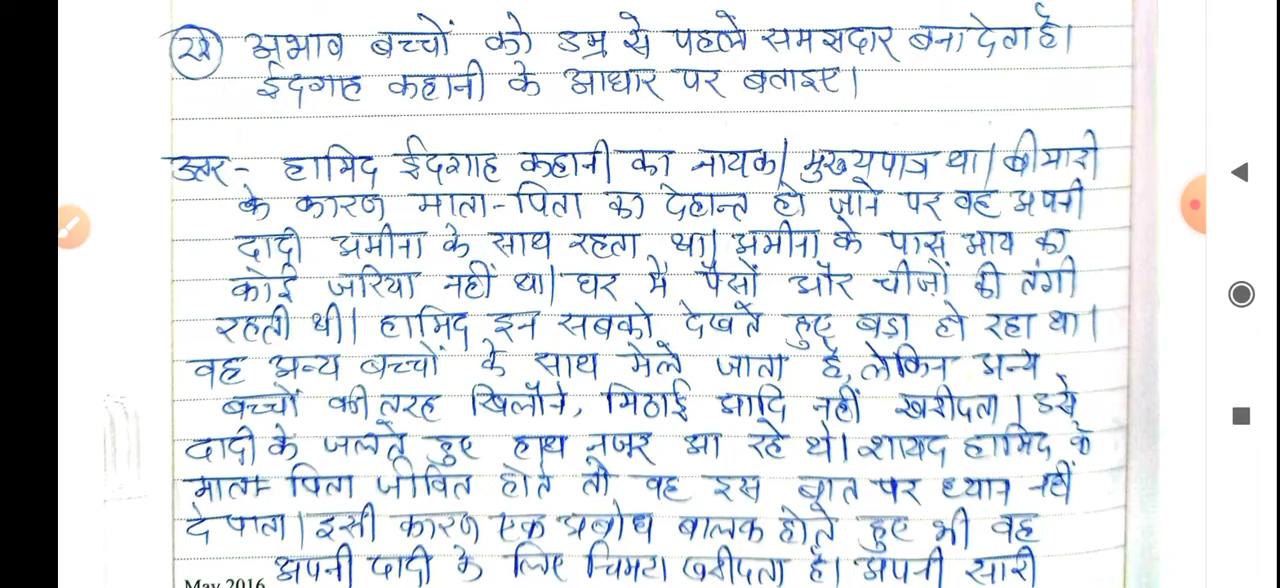 22 अभाव बच्चों को उम्र से पहले समझदार बना देता है।
ईदगाह कहानी के आधार पर बताइए।
उत्तर- हामिद ईदगाह कहानी का नायक/मुख्यपात्र था। बीमारी
के कारण माता-पिता का देहान्त हो जाने पर वह अपनी
दादी अमीना के साथ रहता था। अमीना के पास आय का
कोई जरिया नहीं था। घर में पैसों और चीज़ों की तंगी
रहती थी। हामिद इन सबको देखते हुए बड़ा हो रहा था।
वह अन्य बच्चों के साथ मेले जाता है, लेकिन अन्य
बच्चों की तरह खिलौने, मिठाई आदि नहीं खरीदता। उसे
दादी के जलते हुए हाथ नज़र आ रहे थे। शायद हामिद के
माता-पिता जीवित होते तो वह इस बात पर ध्यान नहीं
दे पाता। इसी कारण एक अबोध बालक होते हुए भी वह
अपनी दादी के लिए चिमटा खरीदता है। अपनी सारी
May 2016